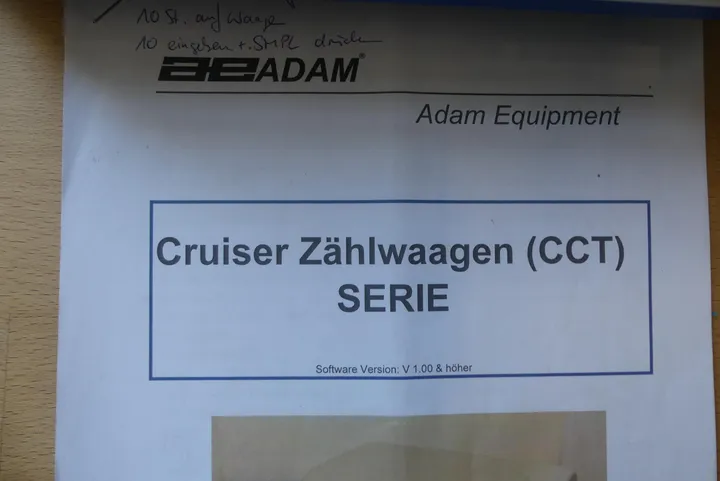 10 St. auf Waage
10 eingeben + SMPL drücken
ae ADAM®
Adam Equipment
Cruiser Zählwaagen (CCT)
SERIE
Software Version: V 1.00 & höher